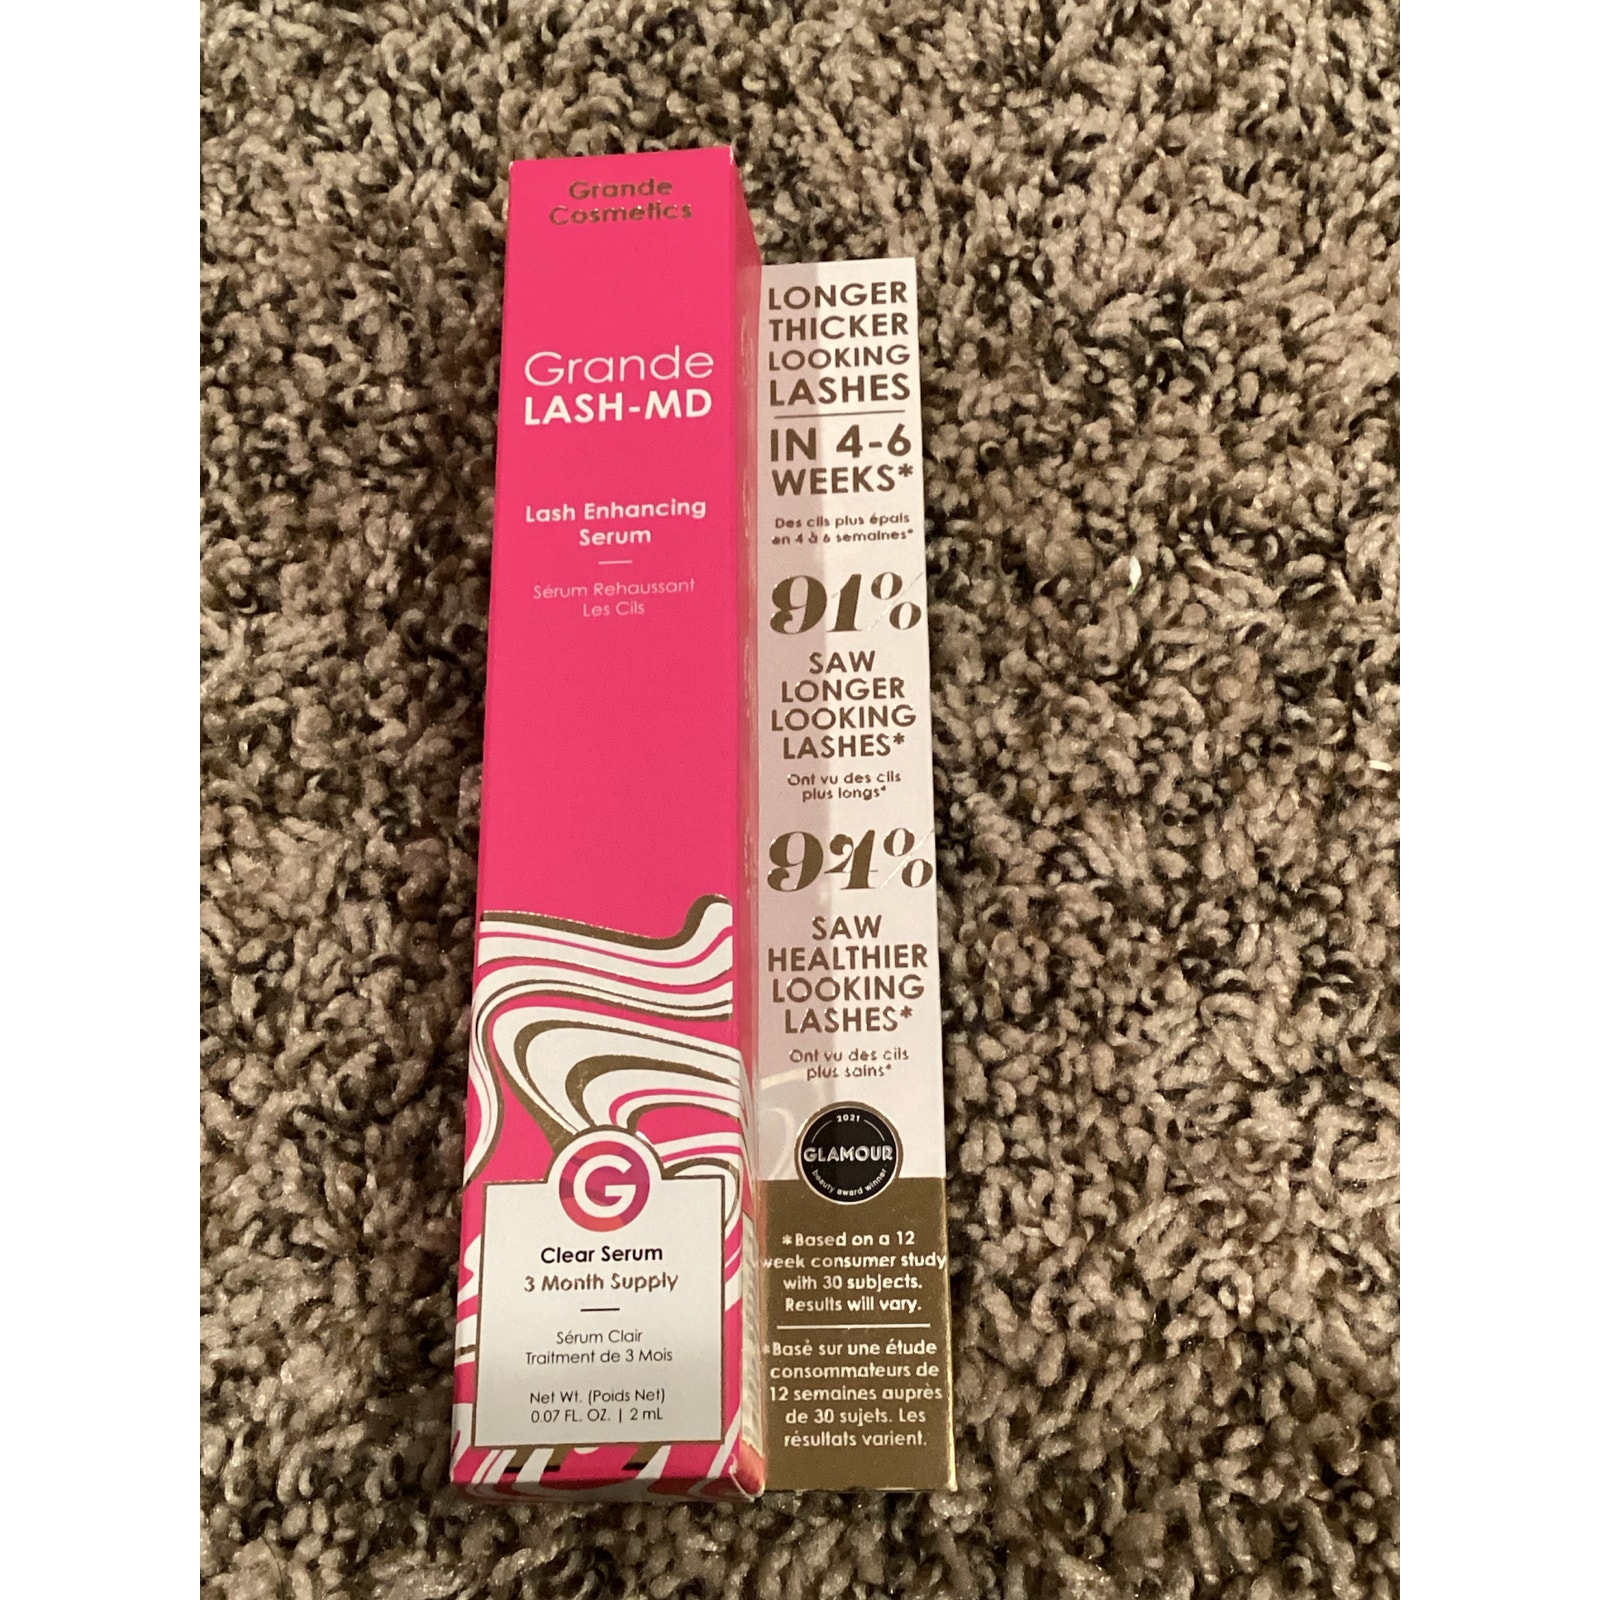 Grande
Cosmetics
Grande
LASH-MD
Lash Enhancing
Serum
Sérum Rehaussant
Les Cils
G
Clear Serum
3 Month Supply
Sérum Clair
Traitment de 3 Mois
Net Wt. (Poids Net)
0.07 FL. OZ. | 2 mL
LONGER
THICKER
LOOKING
LASHES
IN 4-6
WEEKS*
Des cils plus épais
en 4 à 6 semaines*
91%
SAW
LONGER
LOOKING
LASHES*
Ont vu des cils
plus longs*
94%
SAW
HEALTHIER
LOOKING
LASHES*
Ont vu des cils
plus sains*
2021
GLAMOUR
beauty award winner
*Based on a 12
week consumer study
with 30 subjects.
Results will vary.
*Basé sur une étude
consommateurs de
12 semaines auprès
de 30 sujets. Les
résultats varient.